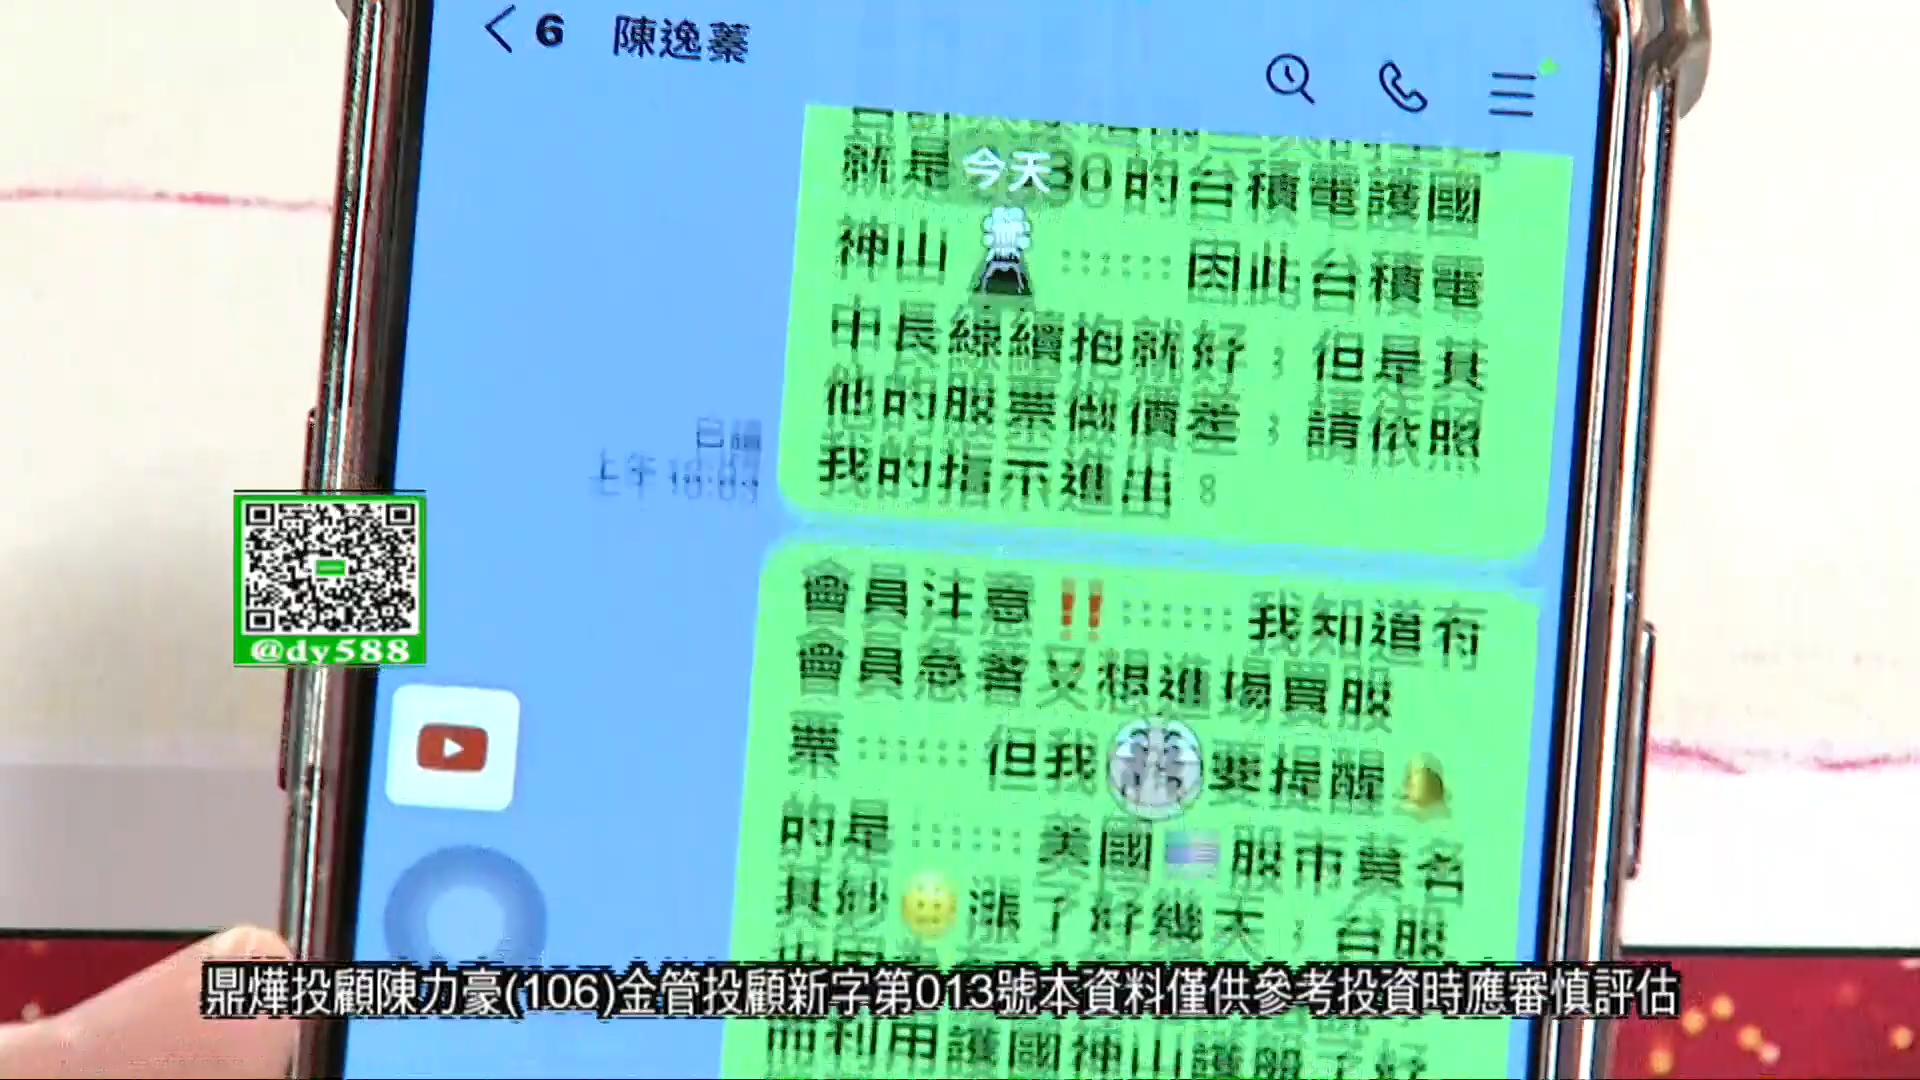 6 陳逸蓁
今天
就是 30的台積電護國
神山 ⋯⋯ 因此台積電
中長線續抱就好；但是其
他的股票做價差；請依照
我的指示進出。
已讀
上午 10:03
會員注意‼️⋯⋯我知道有
會員急著又想進場買股
票⋯⋯但我 要提醒
的是⋯⋯美國 股市莫名
其妙 漲了好幾天；台股
@dy588
鼎燁投顧陳力豪(106)金管投顧新字第013號本資料僅供參考投資時應審慎評估
而利用護國神山護盤了好